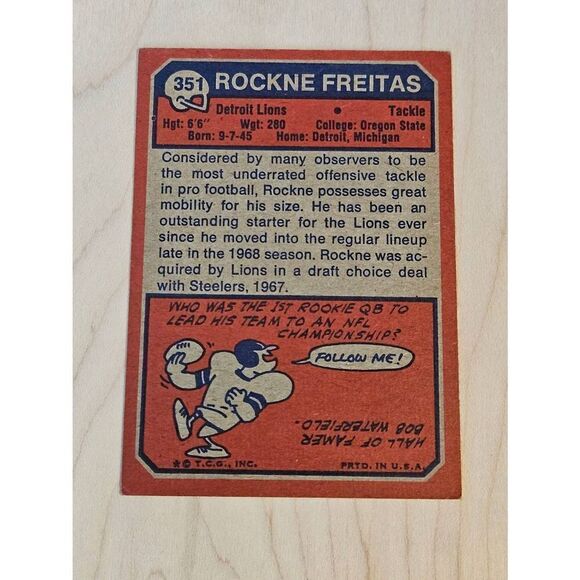 351 ROCKNE FREITAS
Detroit Lions • Tackle
Hgt: 6'6" Wgt: 280 College: Oregon State
Born: 9-7-45 Home: Detroit, Michigan
Considered by many observers to be
the most underrated offensive tackle
in pro football, Rockne possesses great
mobility for his size. He has been an
outstanding starter for the Lions ever
since he moved into the regular lineup
late in the 1968 season. Rockne was ac-
quired by Lions in a draft choice deal
with Steelers, 1967.
WHO WAS THE 1ST ROOKIE QB TO
LEAD HIS TEAM TO AN NFL
CHAMPIONSHIP?
FOLLOW ME!
HALL OF FAMER
BOB WATERFIELD.
*© T.C.G., INC. PRTD. IN U.S.A.